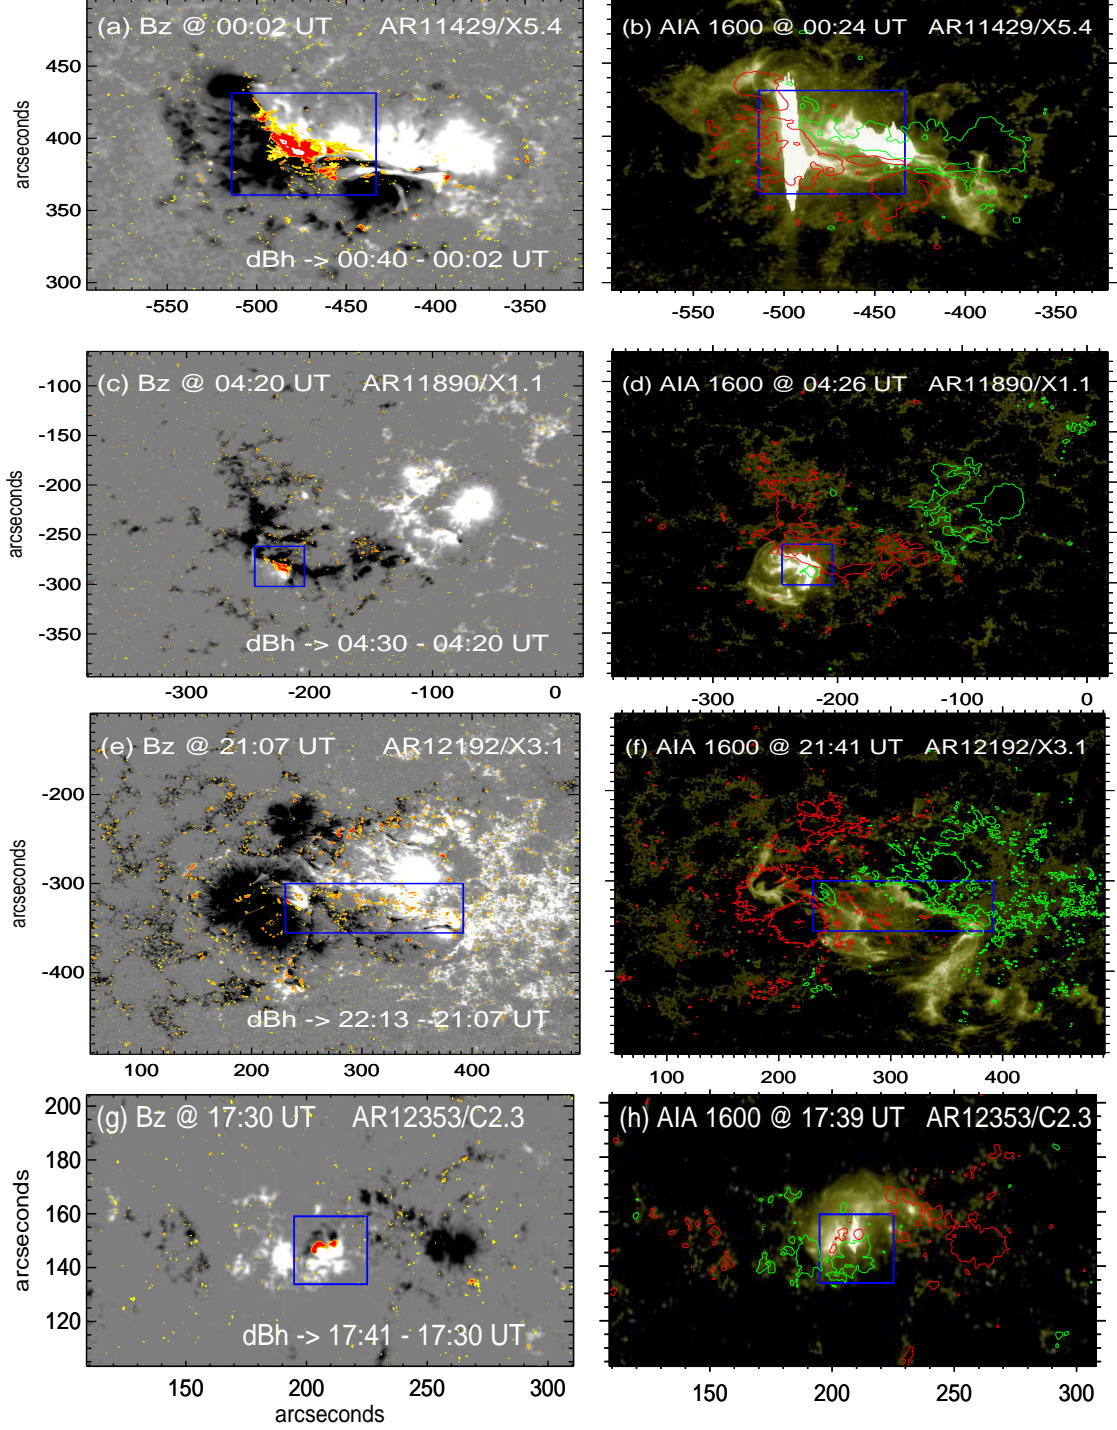 (a) Bz @ 00:02 UT AR11429/X5.4
(b) AIA 1600 @ 00:24 UT AR11429/X5.4
450
400
350
300
arcseconds
dBh -> 00:40 - 00:02 UT
-550 -500 -450 -400 -350
-550 -500 -450 -400 -350
(c) Bz @ 04:20 UT AR11890/X1.1
(d) AIA 1600 @ 04:26 UT AR11890/X1.1
-100
-150
-200
-250
-300
-350
arcseconds
dBh -> 04:30 - 04:20 UT
-300 -200 -100 0
-300 -200 -100 0
(e) Bz @ 21:07 UT AR12192/X3.1
(f) AIA 1600 @ 21:41 UT AR12192/X3.1
-200
-300
-400
arcseconds
dBh -> 22:13 - 21:07 UT
100 200 300 400
100 200 300 400
(g) Bz @ 17:30 UT AR12353/C2.3
(h) AIA 1600 @ 17:39 UT AR12353/C2.3
200
180
160
140
120
arcseconds
dBh -> 17:41 - 17:30 UT
150 200 250 300
150 200 250 300
arcseconds